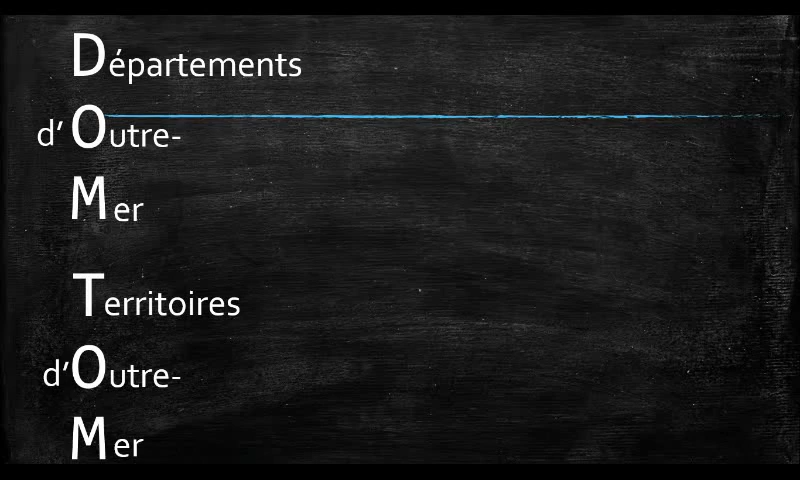 Départements
d’Outre-
Mer
Territoires
d’Outre-
Mer